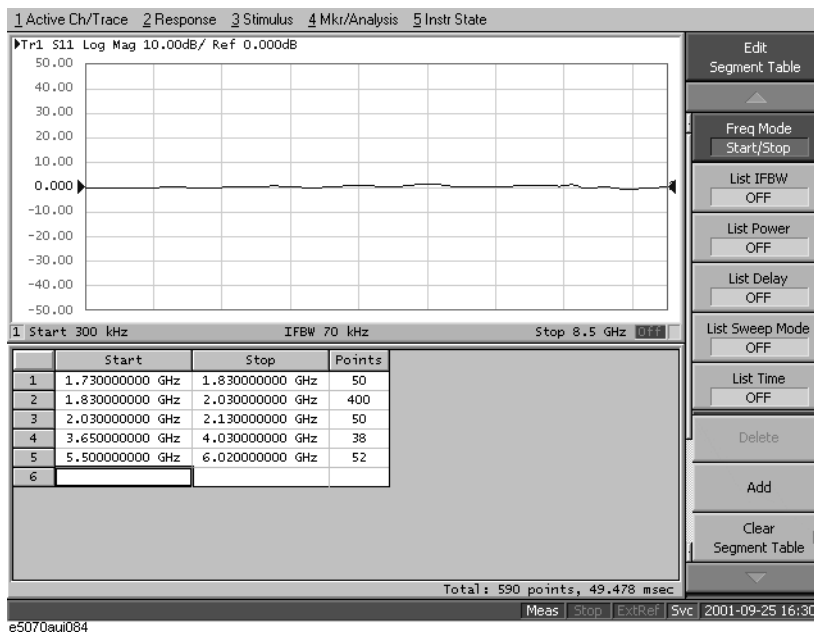 1 Active Ch/Trace 2 Response 3 Stimulus 4 Mkr/Analysis 5 Instr State
Tr1 S11 Log Mag 10.00dB/ Ref 0.000dB
50.00
40.00
30.00
20.00
10.00
0.000
-10.00
-20.00
-30.00
-40.00
-50.00
1 Start 300 kHz IFBW 70 kHz Stop 8.5 GHz Off
Start Stop Points
1 1.730000000 GHz 1.830000000 GHz 50
2 1.830000000 GHz 2.030000000 GHz 400
3 2.030000000 GHz 2.130000000 GHz 50
4 3.650000000 GHz 4.030000000 GHz 38
5 5.500000000 GHz 6.020000000 GHz 52
6
Total: 590 points, 49.478 msec
Edit
Segment Table
Freq Mode
Start/Stop
List IFBW
OFF
List Power
OFF
List Delay
OFF
List Sweep Mode
OFF
List Time
OFF
Delete
Add
Clear
Segment Table
Meas Stop ExtRef Svc 2001-09-25 16:30
e5070aui084